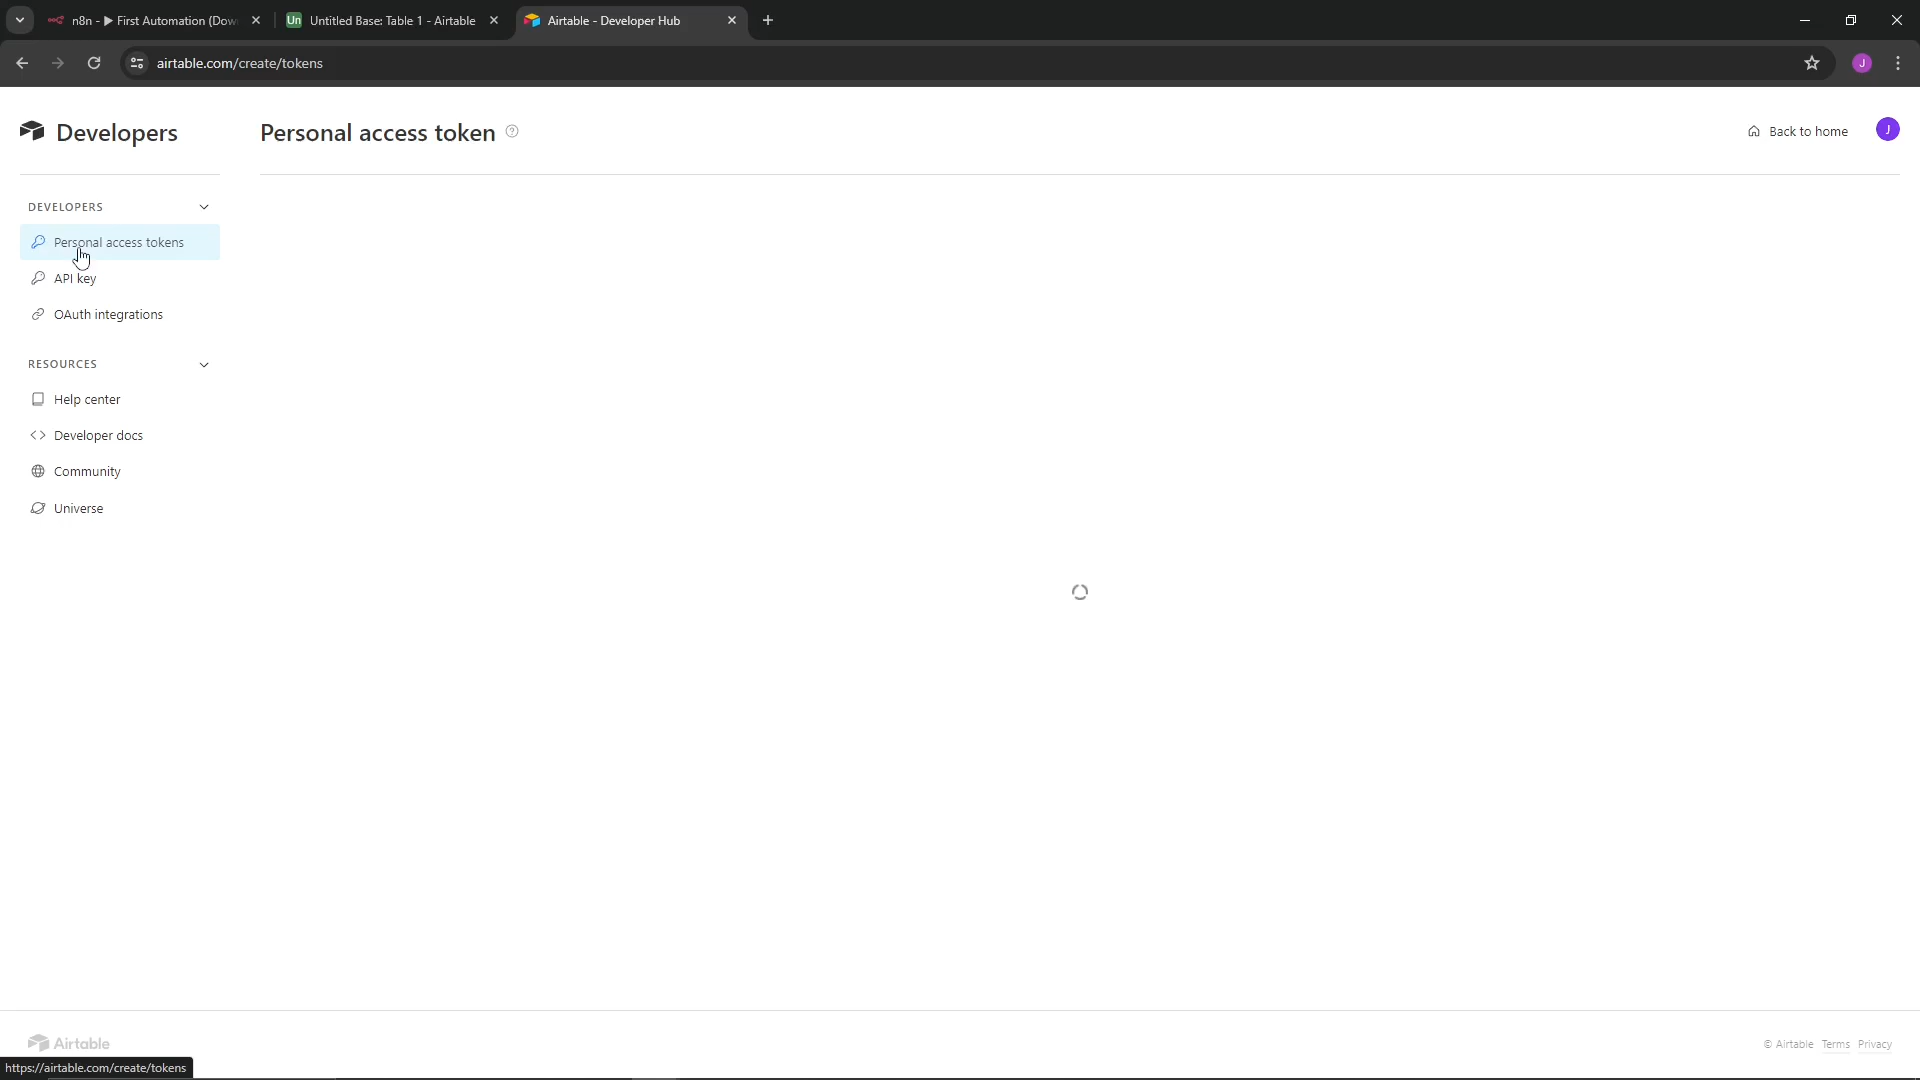 n8n - ▶ First Automation (Dow
Un Untitled Base: Table 1 - Airtable
Airtable - Developer Hub
airtable.com/create/tokens
J
Developers
Personal access token
Back to home
J
DEVELOPERS
Personal access tokens
API key
OAuth integrations
RESOURCES
Help center
Developer docs
Community
Universe
Airtable
© Airtable Terms Privacy
https://airtable.com/create/tokens